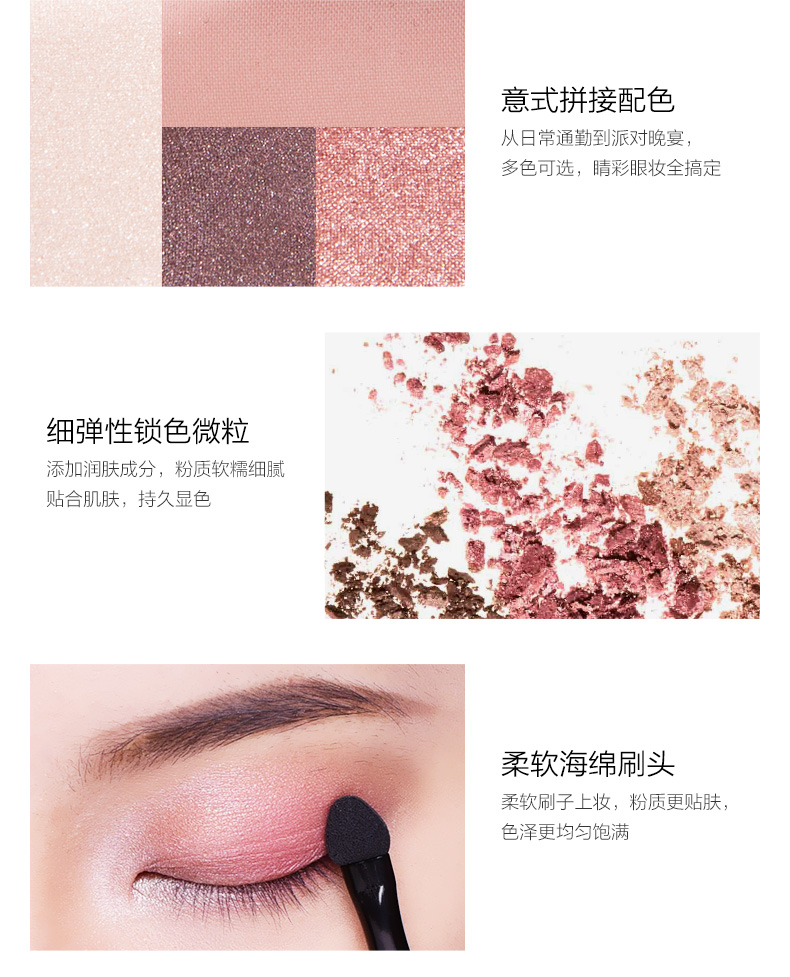 意式拼接配色
从日常通勤到派对晚宴，
多色可选，睛彩眼妆全搞定
细弹性锁色微粒
添加润肤成分，粉质软糯细腻
贴合肌肤，持久显色
柔软海绵刷头
柔软刷子上妆，粉质更贴肤，
色泽更均匀饱满